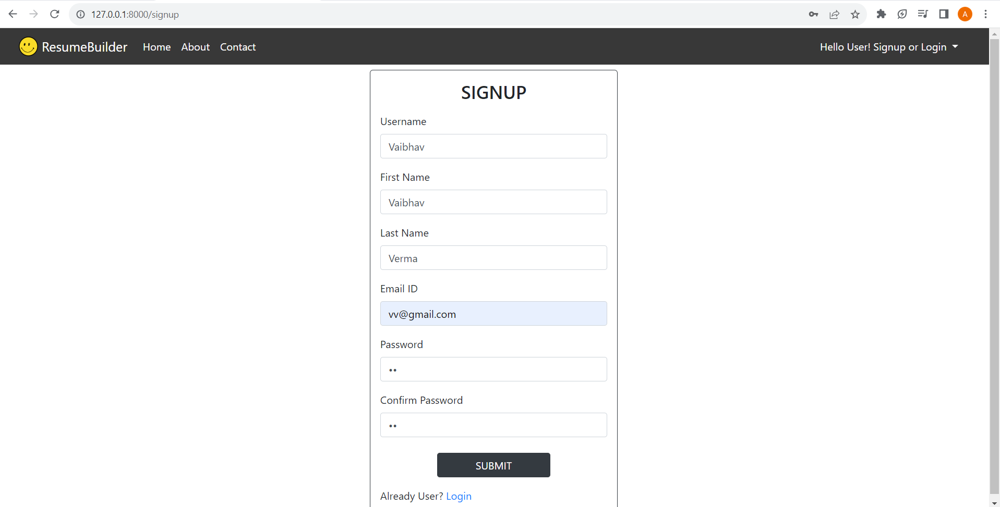 127.0.0.1:8000/signup
A
ResumeBuilder Home About Contact Hello User! Signup or Login
SIGNUP
Username
Vaibhav
First Name
Vaibhav
Last Name
Verma
Email ID
vv@gmail.com
Password
••
Confirm Password
••
SUBMIT
Already User? Login